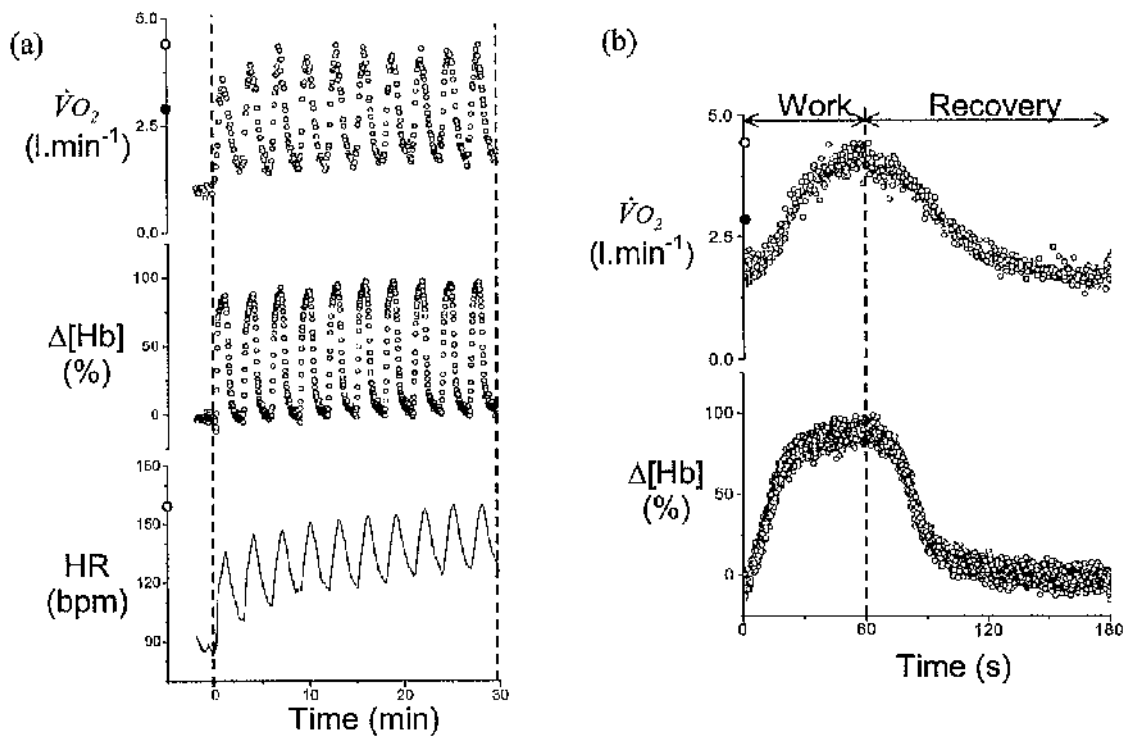 (a)
5.0
V̇O₂
(l.min⁻¹)
2.5
0.0
100
Δ[Hb]
(%)
50
0
150
150
HR
(bpm)
120
90
0
10
20
30
Time (min)
(b)
Work
Recovery
5.0
V̇O₂
(l.min⁻¹)
2.5
0.0
100
Δ[Hb]
(%)
50
0
0
60
120
180
Time (s)